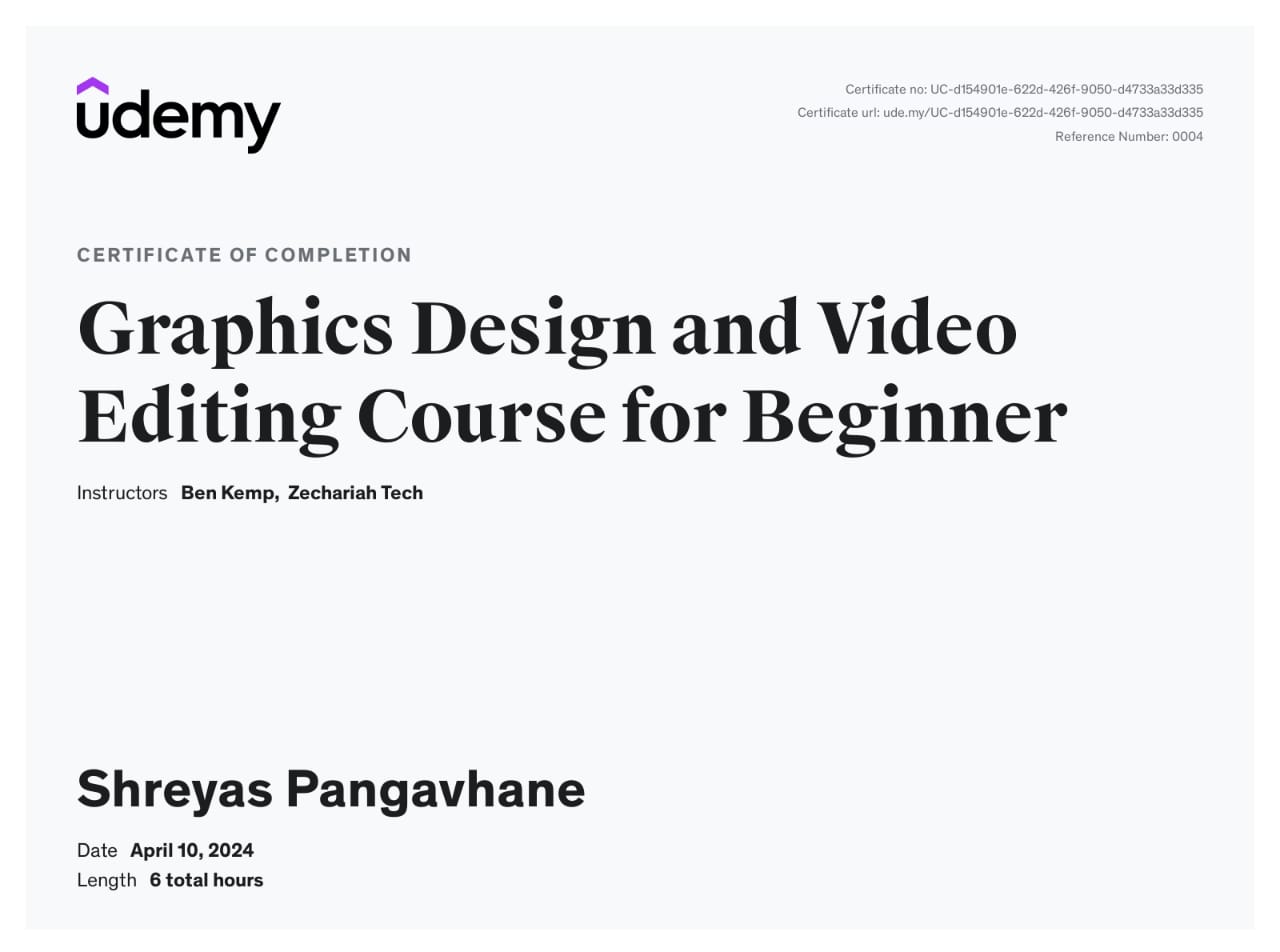 udemy
Certificate no: UC-d154901e-622d-426f-9050-d4733a33d335
Certificate url: ude.my/UC-d154901e-622d-426f-9050-d4733a33d335
Reference Number: 0004
CERTIFICATE OF COMPLETION
Graphics Design and Video
Editing Course for Beginner
Instructors Ben Kemp, Zechariah Tech
Shreyas Pangavhane
Date April 10, 2024
Length 6 total hours